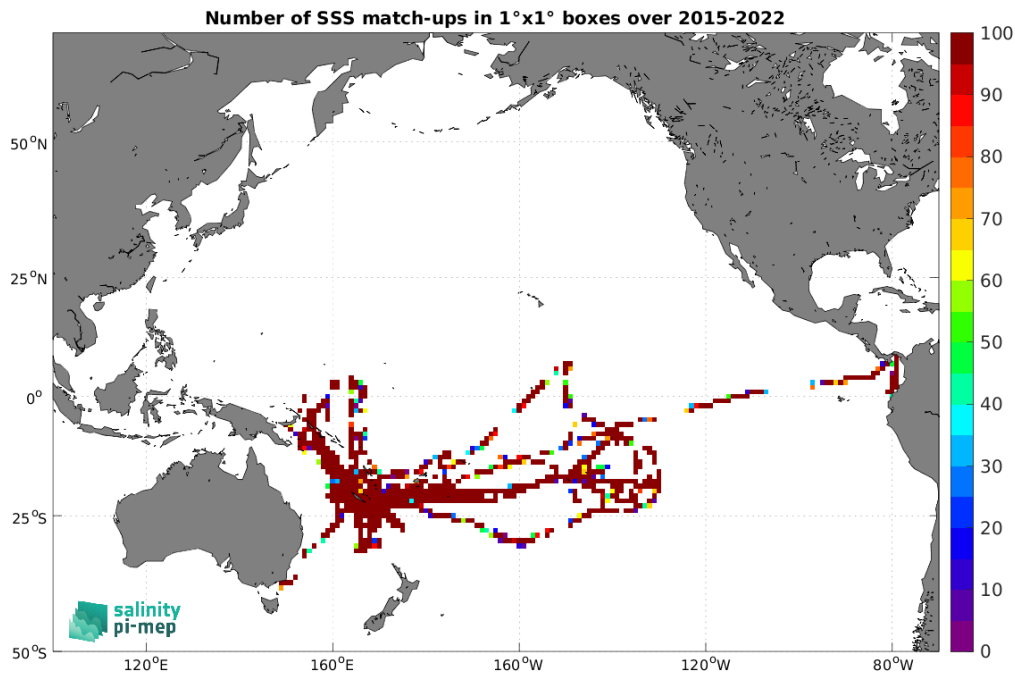 Number of SSS match-ups in 1°x1° boxes over 2015-2022
100
90
80
70
60
50
40
30
20
10
0
50°N
25°N
0°
25°S
50°S
120°E
160°E
160°W
120°W
80°W
salinity
pi-mep